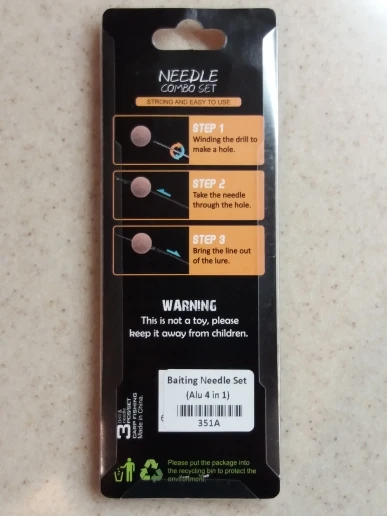 NEEDLE
COMBO SET
STRONG AND EASY TO USE
STEP 1
Winding the drill to
make a hole.
STEP 2
Take the needle
through the hole.
STEP 3
Bring the line out
of the lure.
WARNING
This is not a toy, please
keep it away from children.
Baiting Needle Set
(Alu 4 in 1)
351A
3
CARP FISHING
Made in China.
Please put the package into
the recycling bin to protect the
environment.